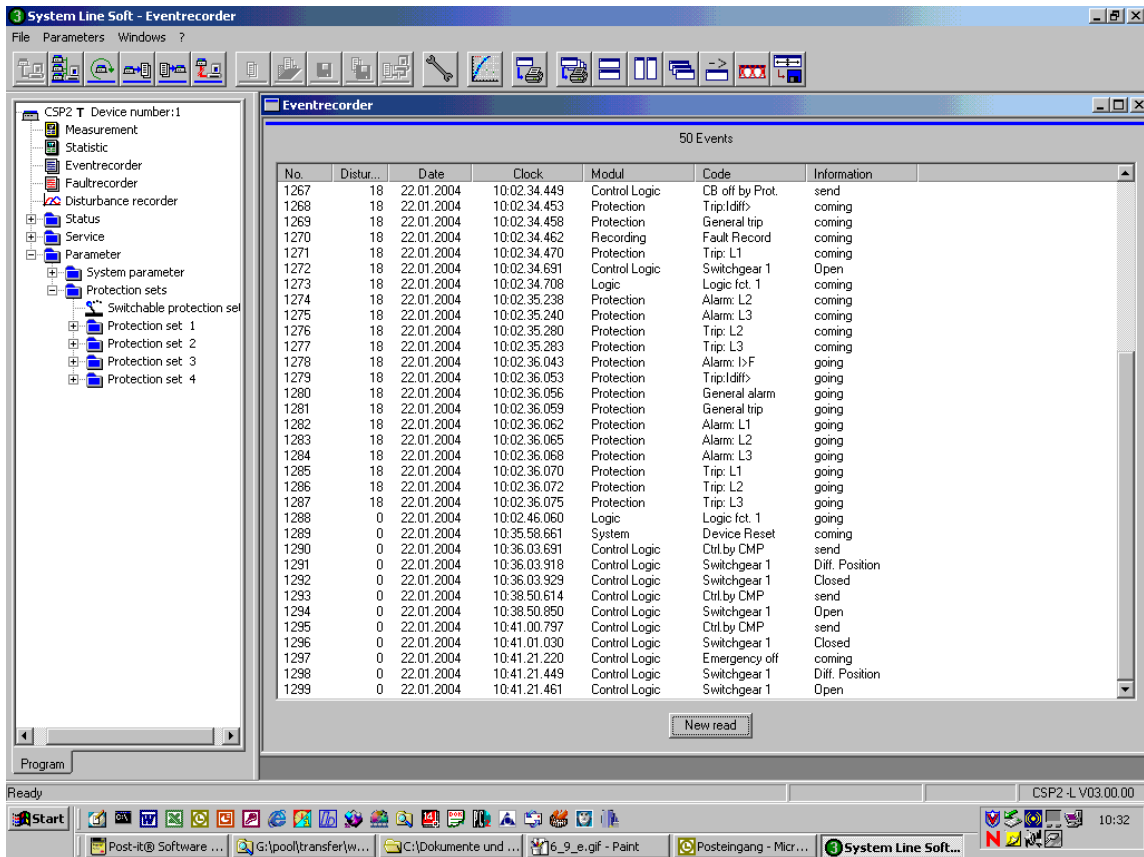 System Line Soft - Eventrecorder
File Parameters Windows ?
CSP2 T Device number:1
Measurement
Statistic
Eventrecorder
Faultrecorder
Disturbance recorder
Status
Service
Parameter
System parameter
Protection sets
Switchable protection sel
Protection set 1
Protection set 2
Protection set 3
Protection set 4
Program
Eventrecorder
50 Events
No. Distur... Date Clock Modul Code Information
1267 18 22.01.2004 10:02.34.449 Control Logic CB off by Prot. send
1268 18 22.01.2004 10:02.34.453 Protection Trip:Idiff> coming
1269 18 22.01.2004 10:02.34.458 Protection General trip coming
1270 18 22.01.2004 10:02.34.462 Recording Fault Record coming
1271 18 22.01.2004 10:02.34.470 Protection Trip: L1 coming
1272 18 22.01.2004 10:02.34.691 Control Logic Switchgear 1 Open
1273 18 22.01.2004 10:02.34.708 Logic Logic fct. 1 coming
1274 18 22.01.2004 10:02.35.238 Protection Alarm: L2 coming
1275 18 22.01.2004 10:02.35.240 Protection Alarm: L3 coming
1276 18 22.01.2004 10:02.35.280 Protection Trip: L2 coming
1277 18 22.01.2004 10:02.35.283 Protection Trip: L3 coming
1278 18 22.01.2004 10:02.36.043 Protection Alarm: I>F going
1279 18 22.01.2004 10:02.36.053 Protection Trip:Idiff> going
1280 18 22.01.2004 10:02.36.056 Protection General alarm going
1281 18 22.01.2004 10:02.36.059 Protection General trip going
1282 18 22.01.2004 10:02.36.062 Protection Alarm: L1 going
1283 18 22.01.2004 10:02.36.065 Protection Alarm: L2 going
1284 18 22.01.2004 10:02.36.068 Protection Alarm: L3 going
1285 18 22.01.2004 10:02.36.070 Protection Trip: L1 going
1286 18 22.01.2004 10:02.36.072 Protection Trip: L2 going
1287 18 22.01.2004 10:02.36.075 Protection Trip: L3 going
1288 0 22.01.2004 10:02.46.060 Logic Logic fct. 1 going
1289 0 22.01.2004 10:35.58.661 System Device Reset coming
1290 0 22.01.2004 10:36.03.691 Control Logic Ctrl.by CMP send
1291 0 22.01.2004 10:36.03.918 Control Logic Switchgear 1 Diff. Position
1292 0 22.01.2004 10:36.03.929 Control Logic Switchgear 1 Closed
1293 0 22.01.2004 10:38.50.614 Control Logic Ctrl.by CMP send
1294 0 22.01.2004 10:38.50.850 Control Logic Switchgear 1 Open
1295 0 22.01.2004 10:41.00.797 Control Logic Ctrl.by CMP send
1296 0 22.01.2004 10:41.01.030 Control Logic Switchgear 1 Closed
1297 0 22.01.2004 10:41.21.220 Control Logic Emergency off coming
1298 0 22.01.2004 10:41.21.449 Control Logic Switchgear 1 Diff. Position
1299 0 22.01.2004 10:41.21.461 Control Logic Switchgear 1 Open
New read
Ready CSP2 -L V03.00.00
Start 10:32
Post-it® Software ... G:\pool\transfer\w... C:\Dokumente und ... 6_9_e.gif - Paint Posteingang - Micr... System Line Soft...